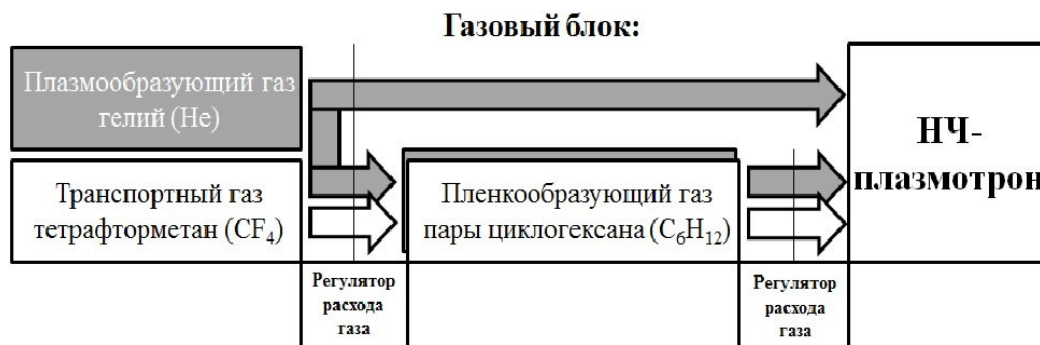 Газовый блок:
Плазмообразующий газ
гелий (He)
Транспортный газ
тетрафторметан (CF₄)
Пленкообразующий газ
пары циклогексана (C₆H₁₂)
НЧ-
плазмотрон
Регулятор
расхода
газа
Регулятор
расхода
газа